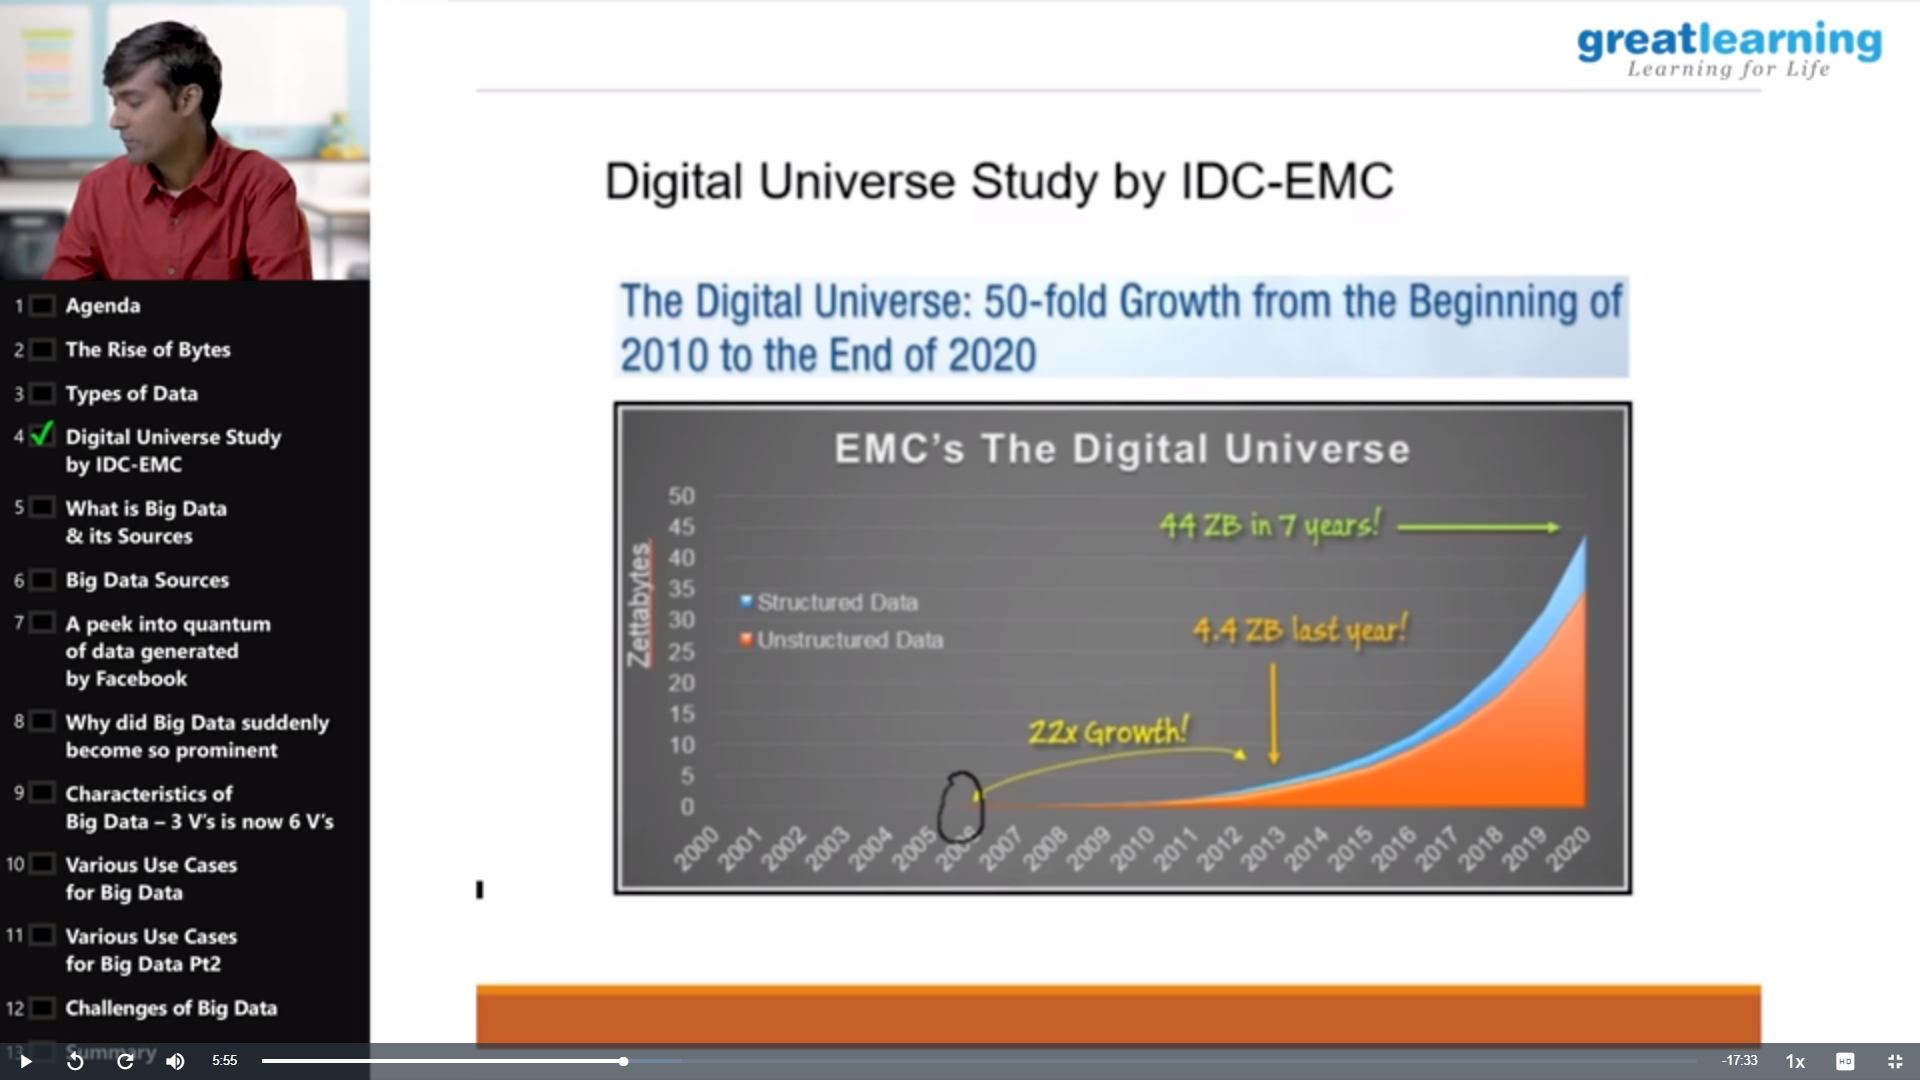 greatlearning
Learning for Life
Digital Universe Study by IDC-EMC
The Digital Universe: 50-fold Growth from the Beginning of
2010 to the End of 2020
EMC's The Digital Universe
50
45
40
35
30
25
20
15
10
5
0
Zettabytes
Structured Data
Unstructured Data
44 ZB in 7 years!
4.4 ZB last year!
22x Growth!
2000
2001
2002
2003
2004
2005
2006
2007
2008
2009
2010
2011
2012
2013
2014
2015
2016
2017
2018
2019
2020
1 Agenda
2 The Rise of Bytes
3 Types of Data
4 Digital Universe Study
by IDC-EMC
5 What is Big Data
& its Sources
6 Big Data Sources
7 A peek into quantum
of data generated
by Facebook
8 Why did Big Data suddenly
become so prominent
9 Characteristics of
Big Data – 3 V's is now 6 V's
10 Various Use Cases
for Big Data
11 Various Use Cases
for Big Data Pt2
12 Challenges of Big Data
13 Summary
5:55
-17:33
1x
HD